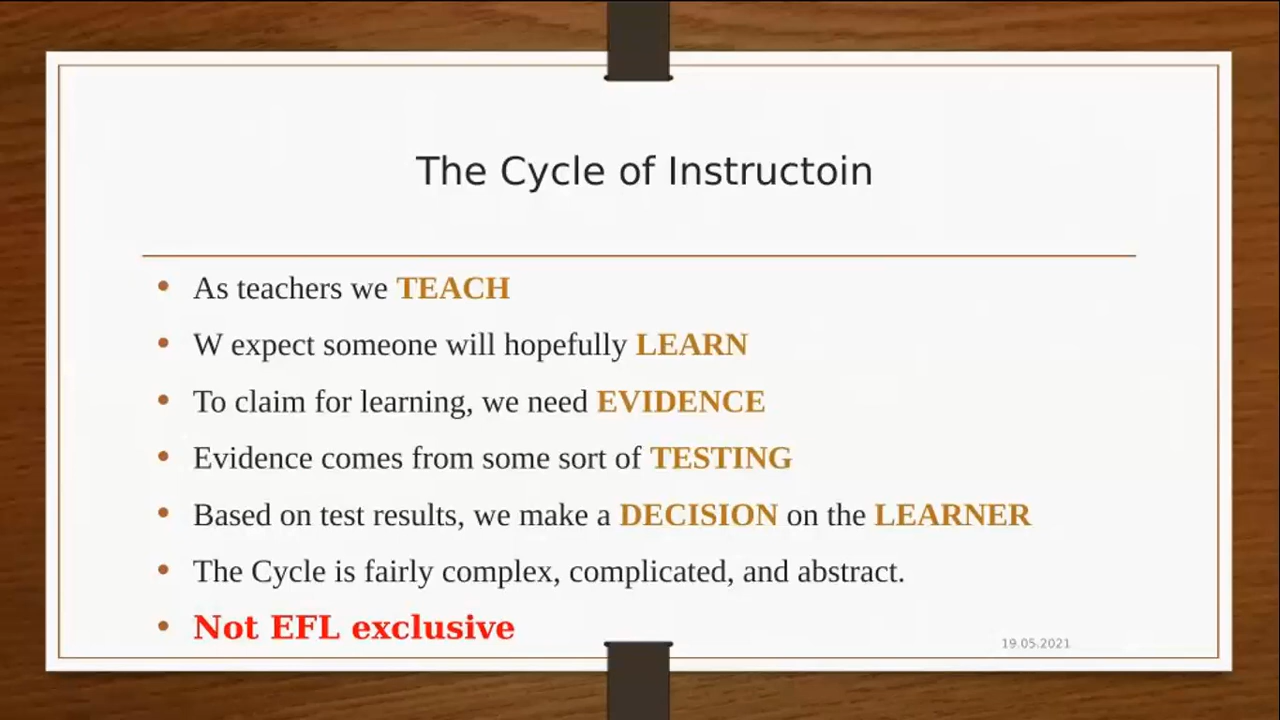 The Cycle of Instructoin
• As teachers we TEACH
• W expect someone will hopefully LEARN
• To claim for learning, we need EVIDENCE
• Evidence comes from some sort of TESTING
• Based on test results, we make a DECISION on the LEARNER
• The Cycle is fairly complex, complicated, and abstract.
• Not EFL exclusive
19.05.2021